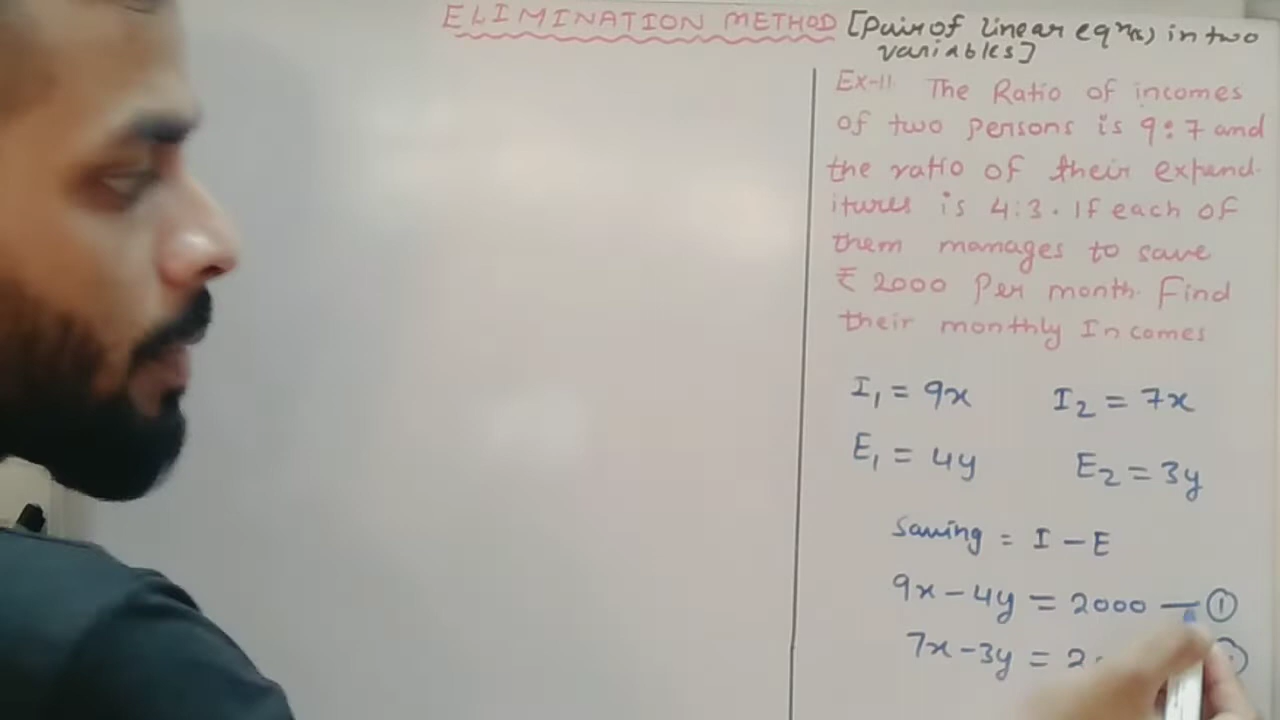 ELIMINATION METHOD [Pair of linear eqns in two
variables]
Ex-11 The Ratio of incomes
of two persons is 9:7 and
the ratio of their expend-
itures is 4:3. If each of
them manages to save
₹ 2000 Per month. Find
their monthly Incomes
I₁ = 9x I₂ = 7x
E₁ = 4y E₂ = 3y
Saving = I - E
9x - 4y = 2000 — ①
7x - 3y =